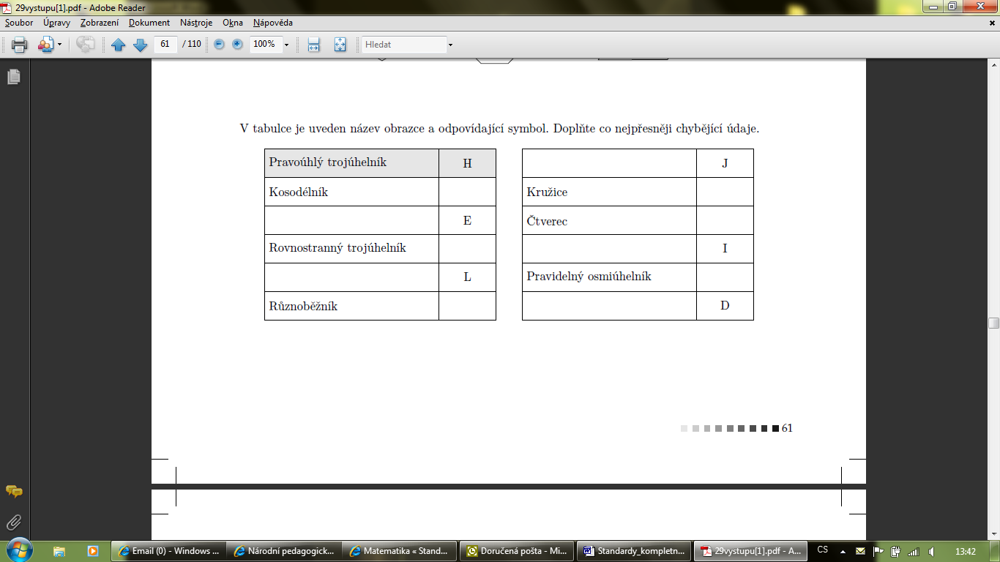 29vystupu[1].pdf - Adobe Reader
Soubor Úpravy Zobrazení Dokument Nástroje Okna Nápověda
61 / 110 100% Hledat
V tabulce je uveden název obrazce a odpovídající symbol. Doplňte co nejpřesněji chybějící údaje.
Pravoúhlý trojúhelník H
Kosodélník
E
Rovnostranný trojúhelník
L
Různoběžník
J
Kružice
Čtverec
I
Pravidelný osmiúhelník
D
61
Email (0) - Windows ... Národní pedagogick... Matematika « Stand... Doručená pošta - Mi... Standardy_kompletn... 29vystupu[1].pdf - A... CS 13:42